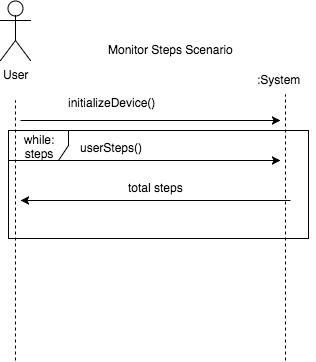 Monitor Steps Scenario
User
:System
initializeDevice()
while:
steps
userSteps()
total steps